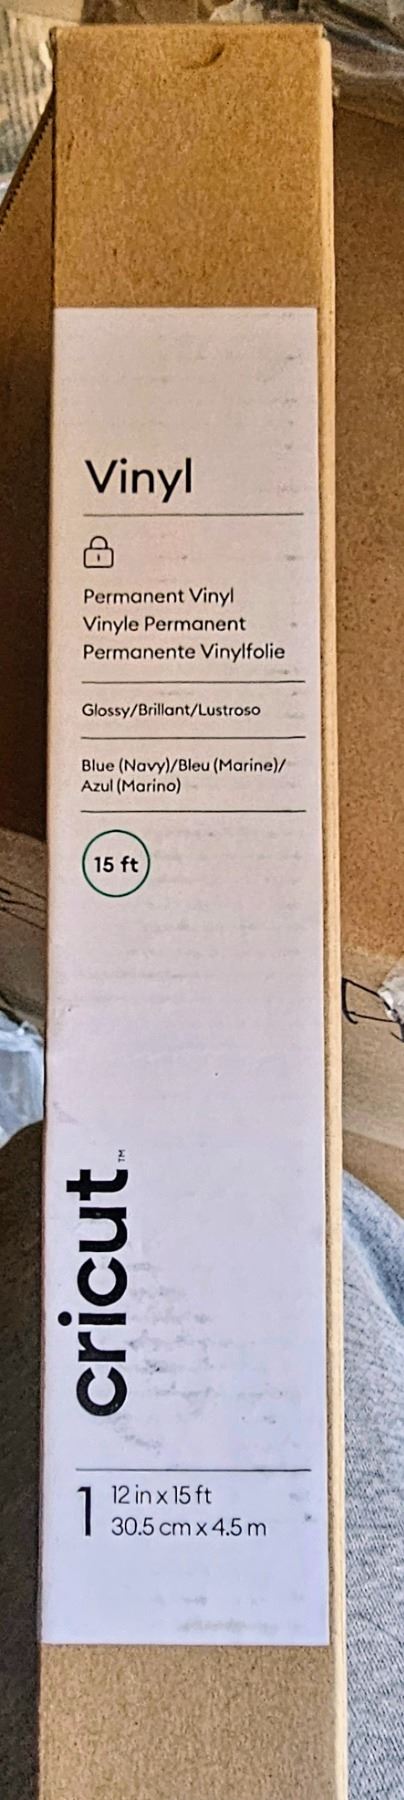 Vinyl
Permanent Vinyl
Vinyle Permanent
Permanente Vinylfolie
Glossy/Brillant/Lustroso
Blue (Navy)/Bleu (Marine)/
Azul (Marino)
15 ft
cricut™
1 12 in x 15 ft
30.5 cm x 4.5 m